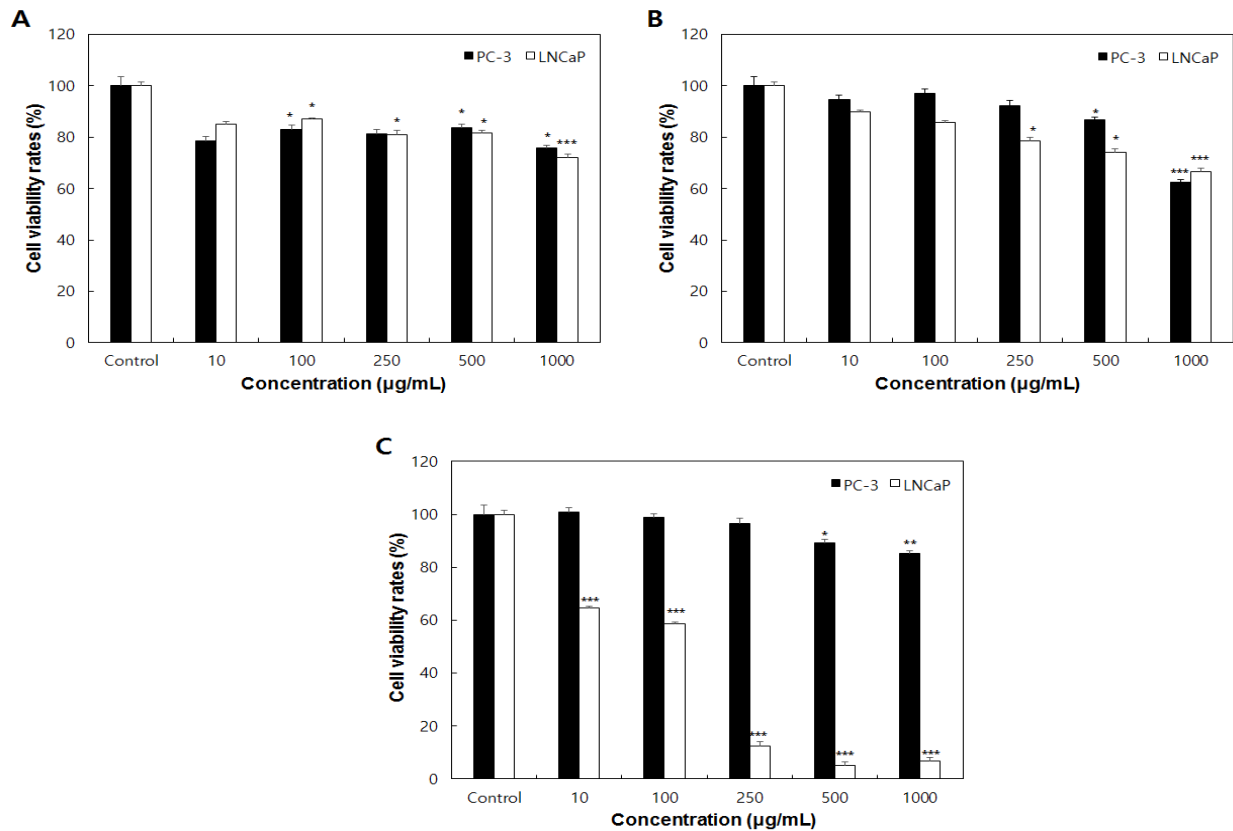 A
120
100
80
60
40
20
0
Cell viability rates (%)
PC-3 LNCaP
* * * * * * ***
Control 10 100 250 500 1000
Concentration (µg/mL)
B
120
100
80
60
40
20
0
Cell viability rates (%)
PC-3 LNCaP
* * * *** ***
Control 10 100 250 500 1000
Concentration (µg/mL)
C
120
100
80
60
40
20
0
Cell viability rates (%)
PC-3 LNCaP
*** *** *** * *** ** ***
Control 10 100 250 500 1000
Concentration (µg/mL)